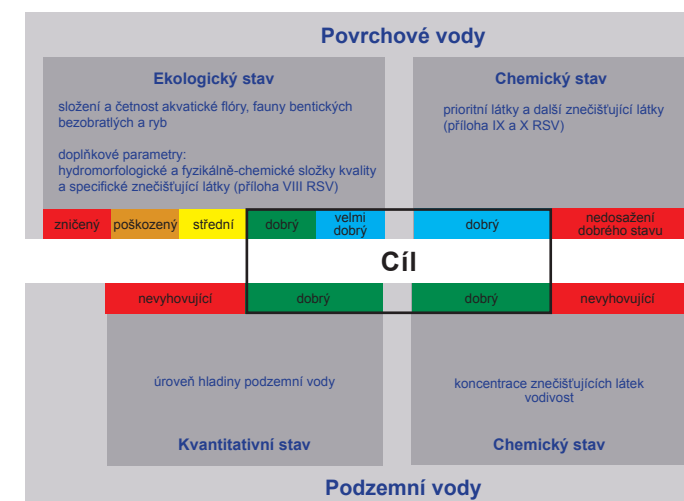 Povrchové vody
Ekologický stav
složení a četnost akvatické flóry, fauny bentických
bezobratlých a ryb
doplňkové parametry:
hydromorfologické a fyzikálně-chemické složky kvality
a specifické znečišťující látky (příloha VIII RSV)
Chemický stav
prioritní látky a další znečišťující látky
(příloha IX a X RSV)
zničený
poškozený
střední
dobrý
velmi
dobrý
dobrý
nedosažení
dobrého stavu
Cíl
nevyhovující
dobrý
dobrý
nevyhovující
úroveň hladiny podzemní vody
Kvantitativní stav
koncentrace znečišťujících látek
vodivost
Chemický stav
Podzemní vody